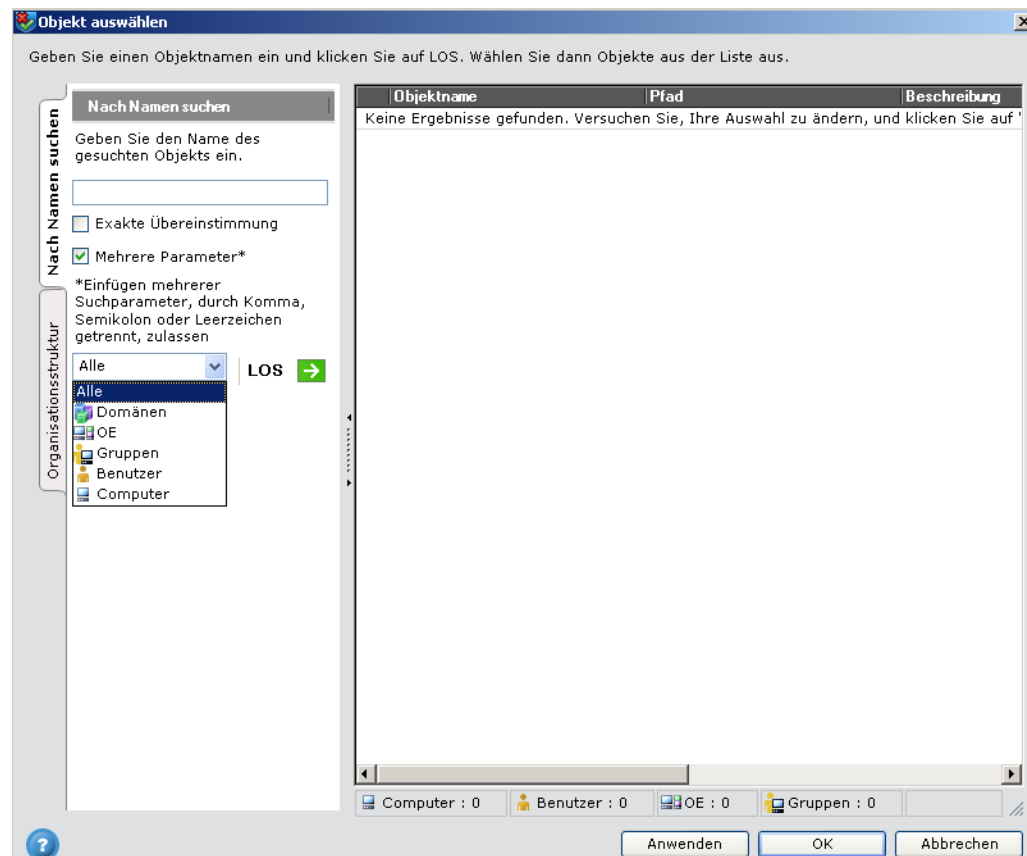 Objekt auswählen
Geben Sie einen Objektnamen ein und klicken Sie auf LOS. Wählen Sie dann Objekte aus der Liste aus.
Nach Namen suchen
Organisationsstruktur
Nach Namen suchen
Geben Sie den Name des
gesuchten Objekts ein.
Exakte Übereinstimmung
Mehrere Parameter*
*Einfügen mehrerer
Suchparameter, durch Komma,
Semikolon oder Leerzeichen
getrennt, zulassen
Alle
LOS
Alle
Domänen
OE
Gruppen
Benutzer
Computer
Objektname Pfad Beschreibung
Keine Ergebnisse gefunden. Versuchen Sie, Ihre Auswahl zu ändern, und klicken Sie auf '
Computer : 0 Benutzer : 0 OE : 0 Gruppen : 0
? Anwenden OK Abbrechen